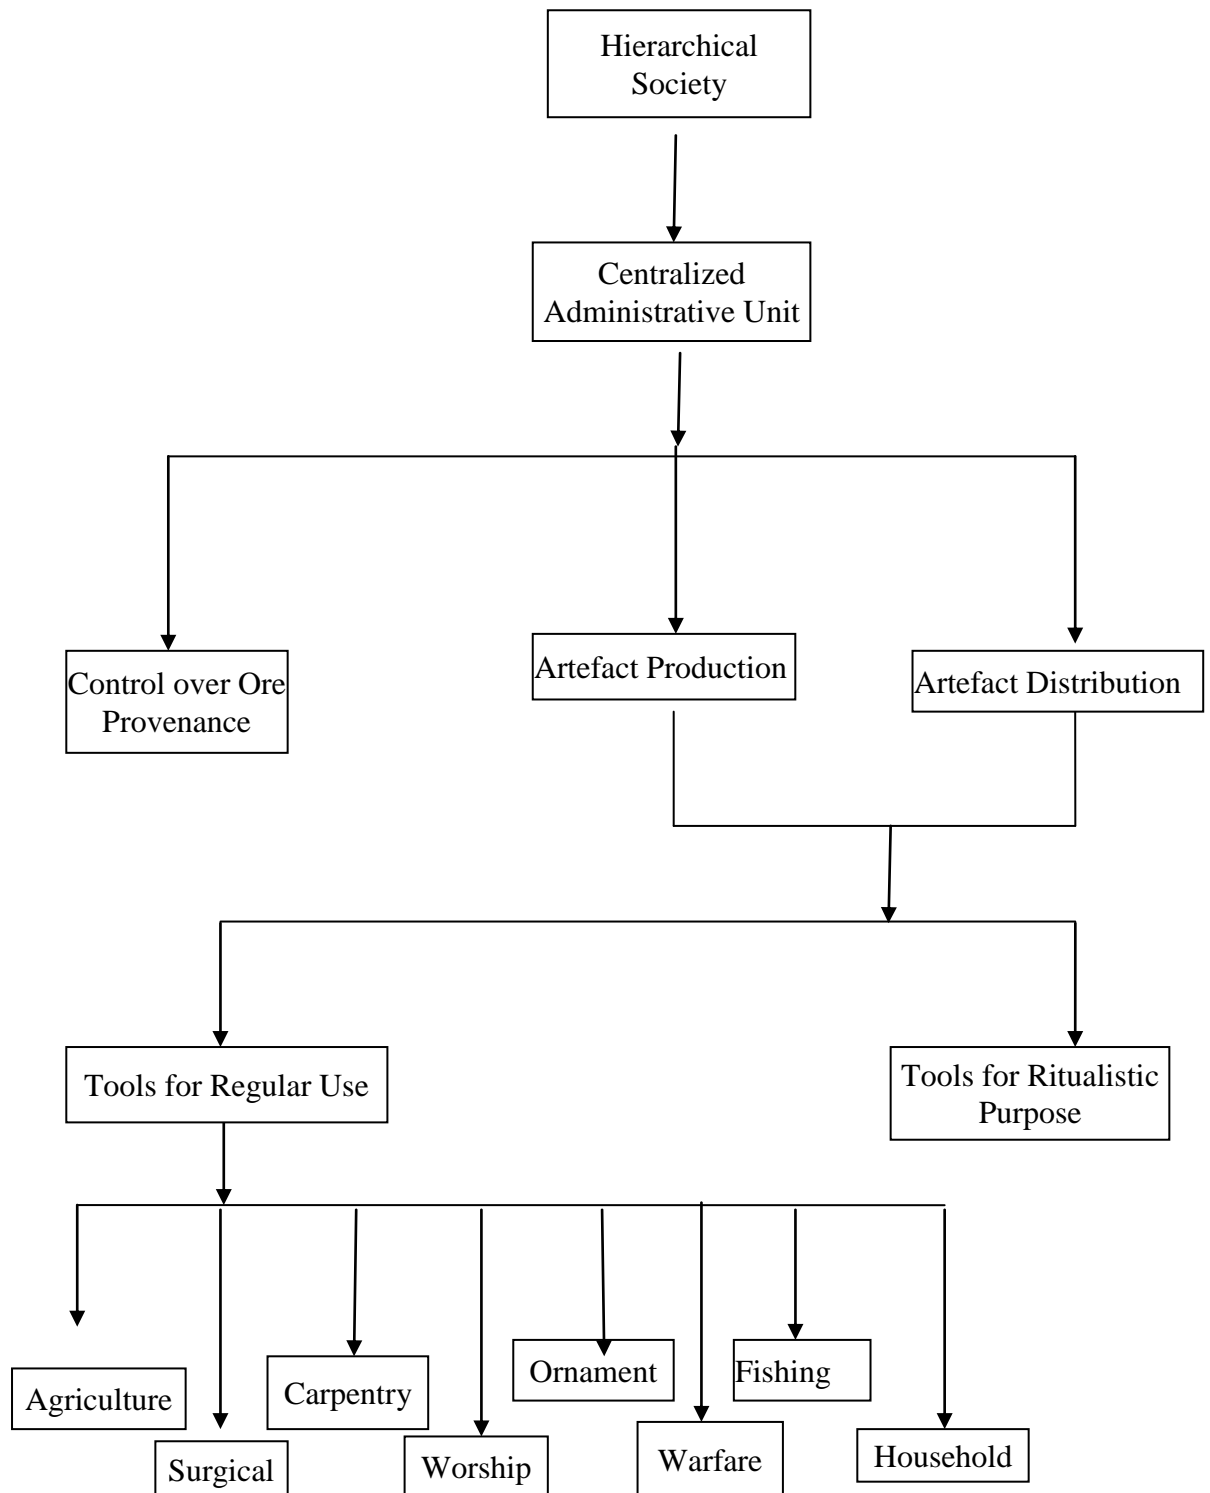 Hierarchical
Society
Centralized
Administrative Unit
Control over Ore
Provenance
Artefact Production
Artefact Distribution
Tools for Regular Use
Tools for Ritualistic
Purpose
Agriculture
Surgical
Carpentry
Worship
Ornament
Warfare
Fishing
Household